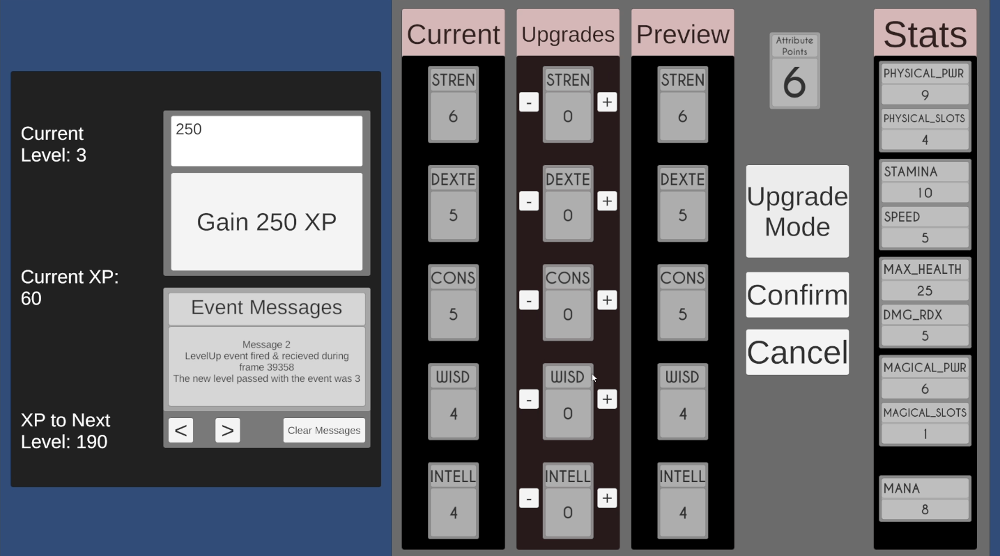 Current
Level: 3
Current XP:
60
XP to Next
Level: 190
250
Gain 250 XP
Event Messages
Message 2
LevelUp event fired & recieved during
frame 39358
The new level passed with the event was 3
<
>
Clear Messages
Current
STREN
6
DEXTE
5
CONS
5
WISD
4
INTELL
4
Upgrades
STREN
- 0 +
DEXTE
- 0 +
CONS
- 0 +
WISD
- 0 +
INTELL
- 0 +
Preview
STREN
6
DEXTE
5
CONS
5
WISD
4
INTELL
4
Attribute
Points
6
Upgrade
Mode
Confirm
Cancel
Stats
PHYSICAL_PWR
9
PHYSICAL_SLOTS
4
STAMINA
10
SPEED
5
MAX_HEALTH
25
DMG_RDX
5
MAGICAL_PWR
6
MAGICAL_SLOTS
1
MANA
8